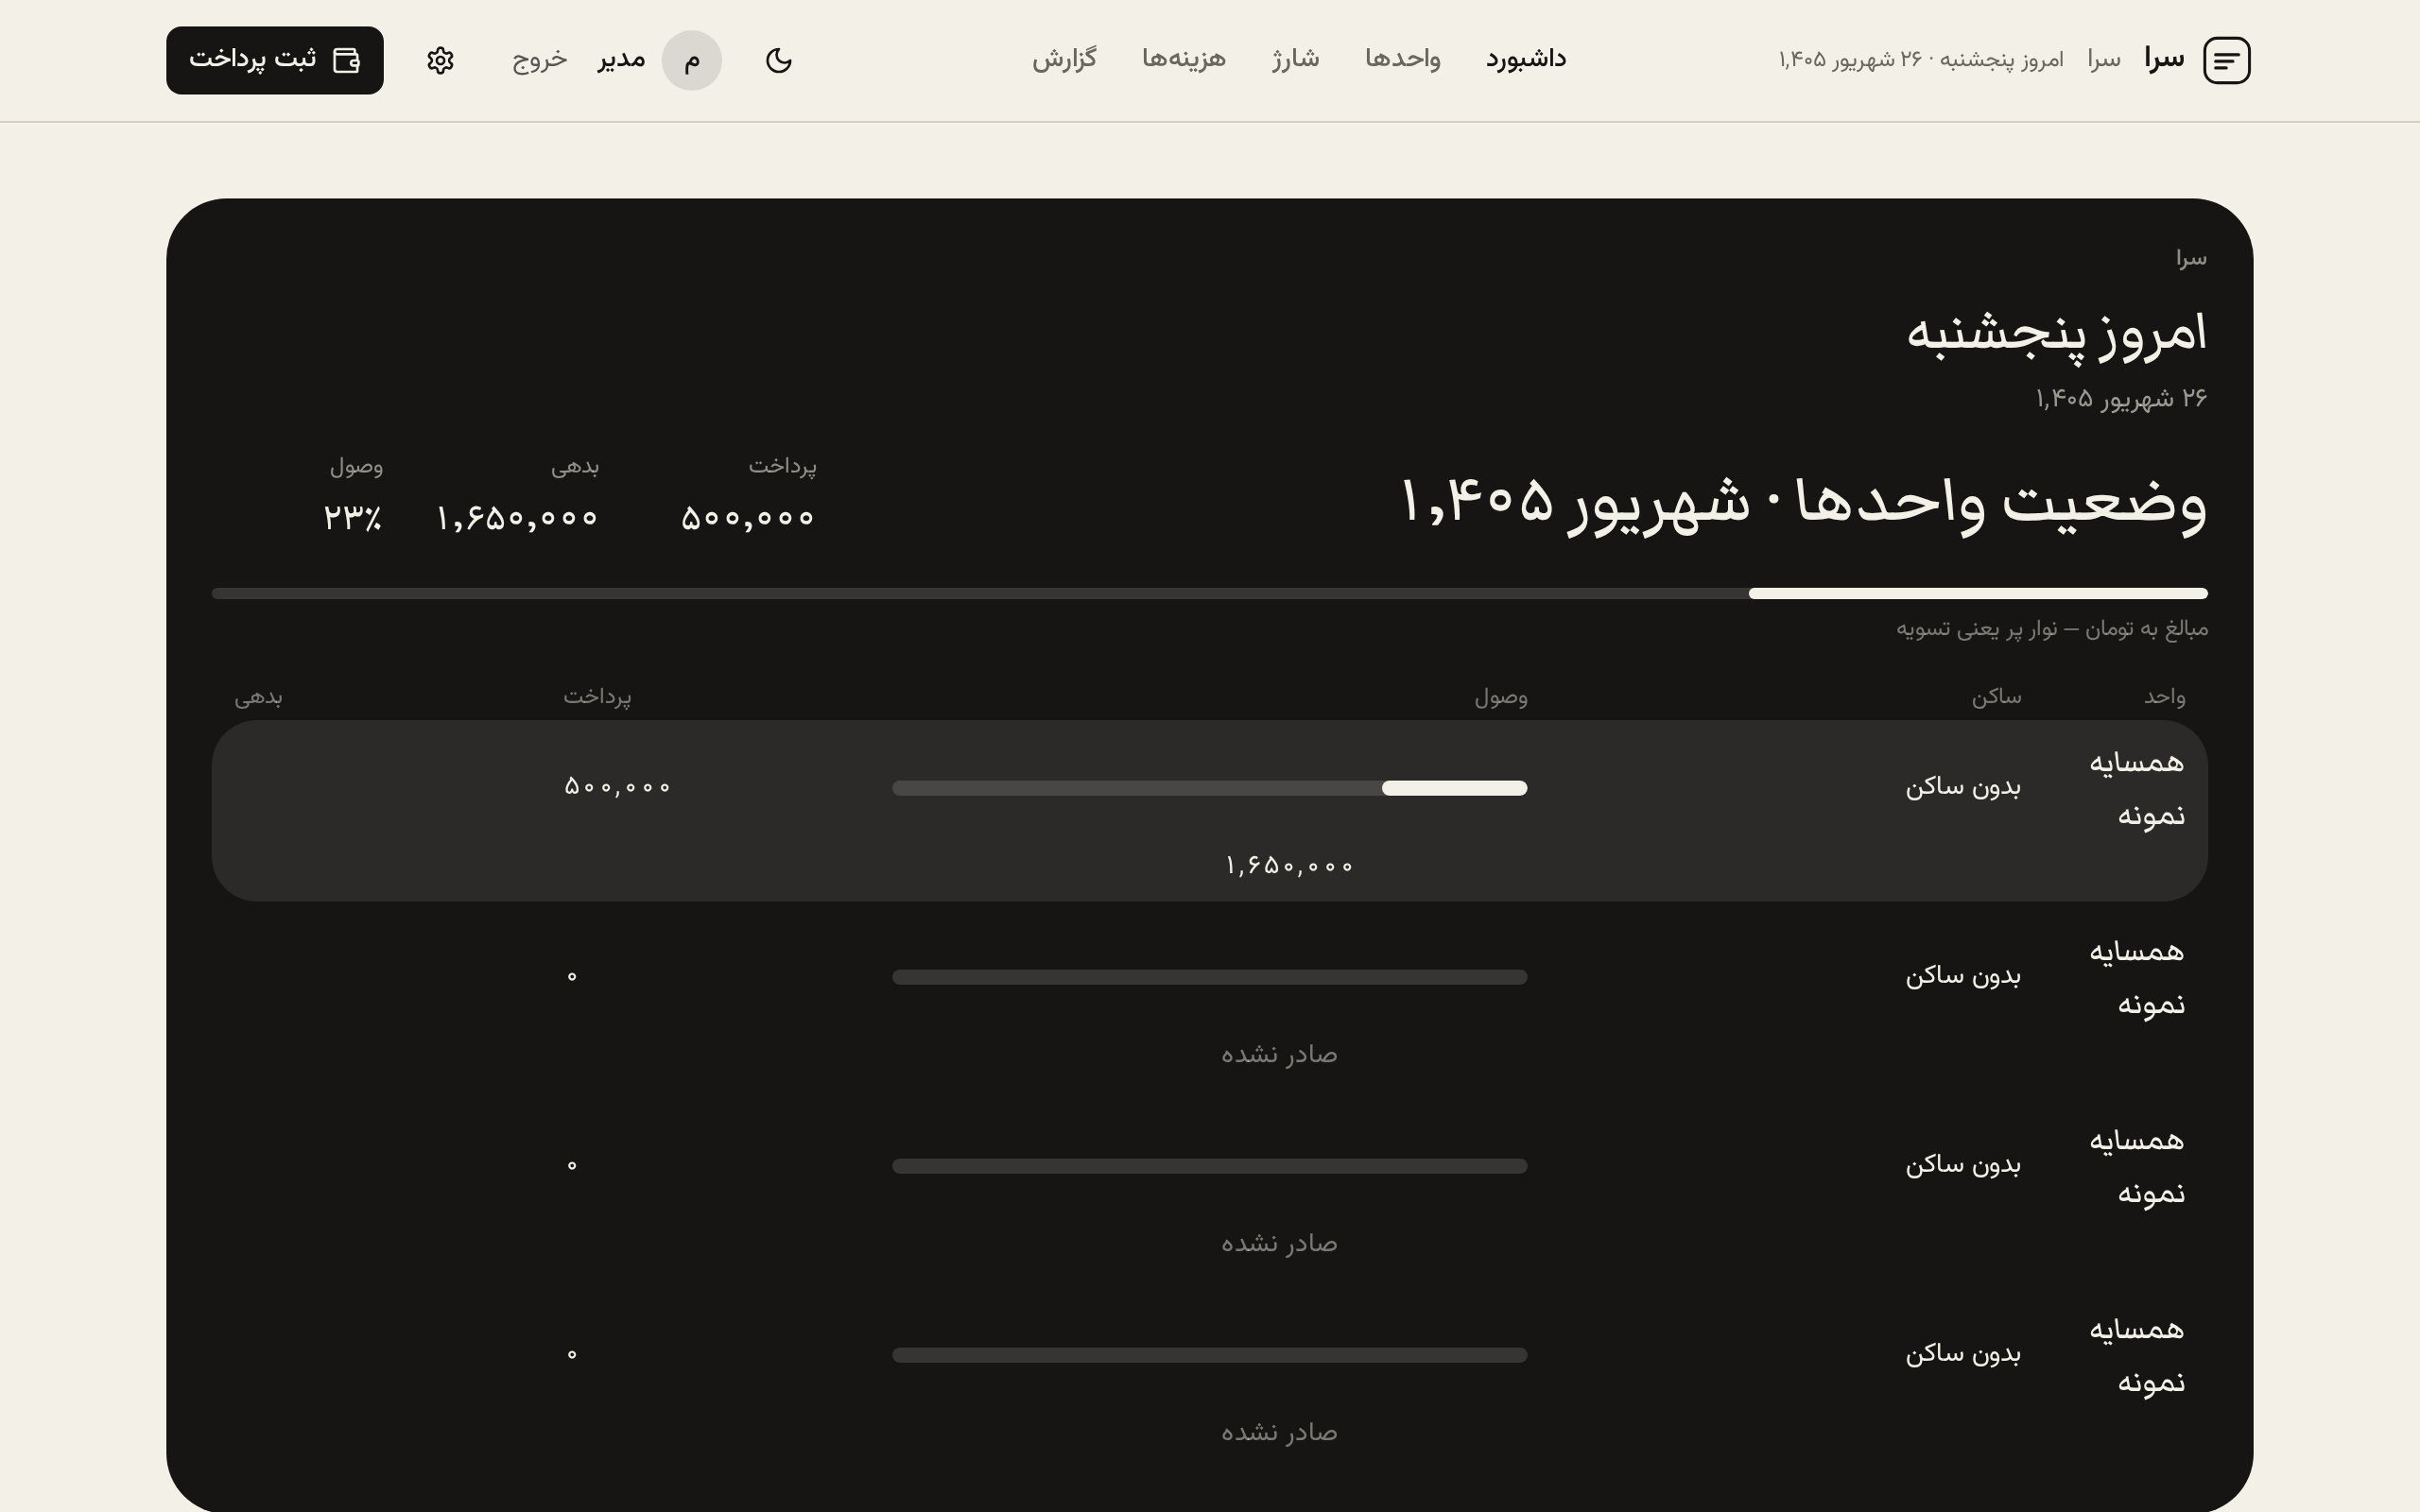 سرا سرا امروز پنجشنبه · ۲۶ شهریور ۱,۴۰۵ داشبورد واحدها شارژ هزینه‌ها گزارش م مدیر خروج ثبت پرداخت
سرا
امروز پنجشنبه
۲۶ شهریور ۱,۴۰۵
وضعیت واحدها · شهریور ۱,۴۰۵
پرداخت بدهی وصول
۵۰۰,۰۰۰ ۱,۶۵۰,۰۰۰ ۲۳٪
مبالغ به تومان — نوار پر یعنی تسویه
واحد ساکن وصول پرداخت بدهی
همسایه
نمونه
بدون ساکن ۵۰۰,۰۰۰
۱,۶۵۰,۰۰۰
همسایه
نمونه
بدون ساکن ۰
صادر نشده
همسایه
نمونه
بدون ساکن ۰
صادر نشده
همسایه
نمونه
بدون ساکن ۰
صادر نشده